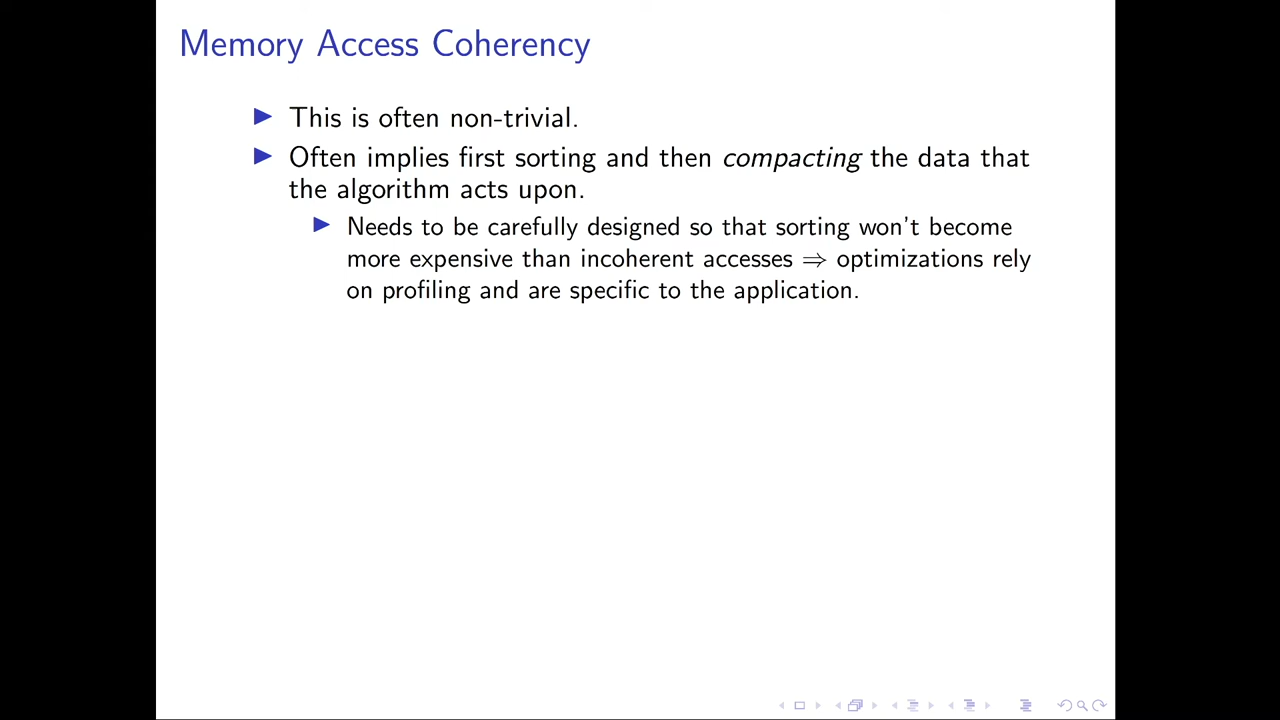 Memory Access Coherency
▶ This is often non-trivial.
▶ Often implies first sorting and then compacting the data that
the algorithm acts upon.
▶ Needs to be carefully designed so that sorting won't become
more expensive than incoherent accesses ⇒ optimizations rely
on profiling and are specific to the application.